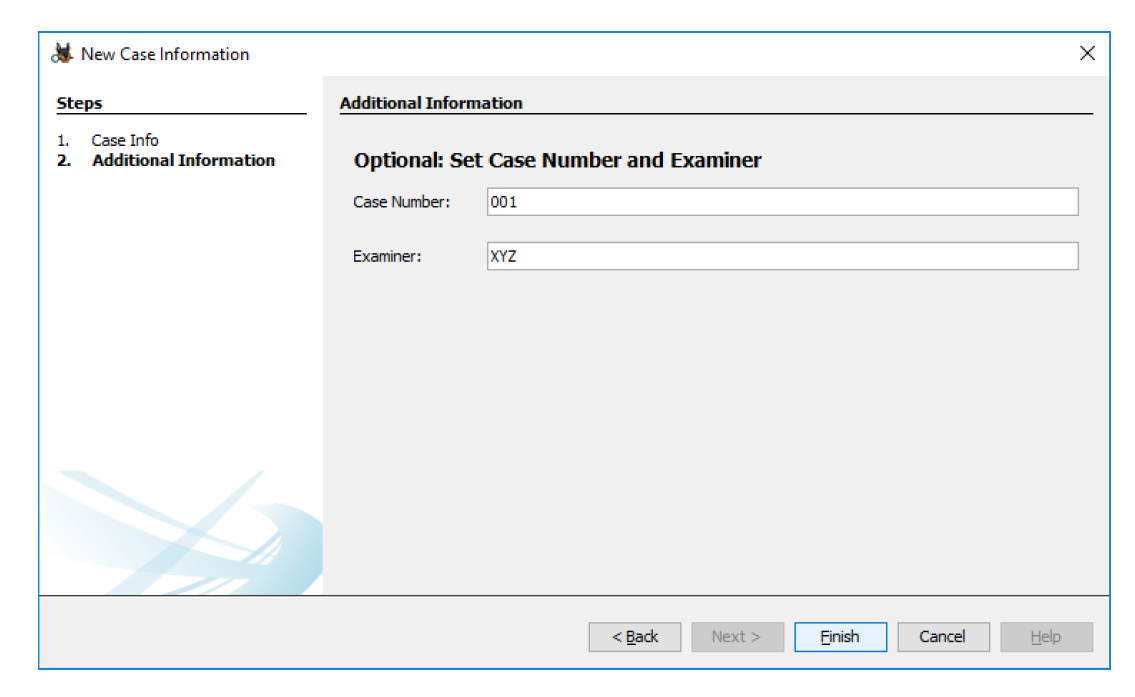 New Case Information
Steps
1. Case Info
2. Additional Information
Additional Information
Optional: Set Case Number and Examiner
Case Number: 001
Examiner: XYZ
< Back Next > Finish Cancel Help